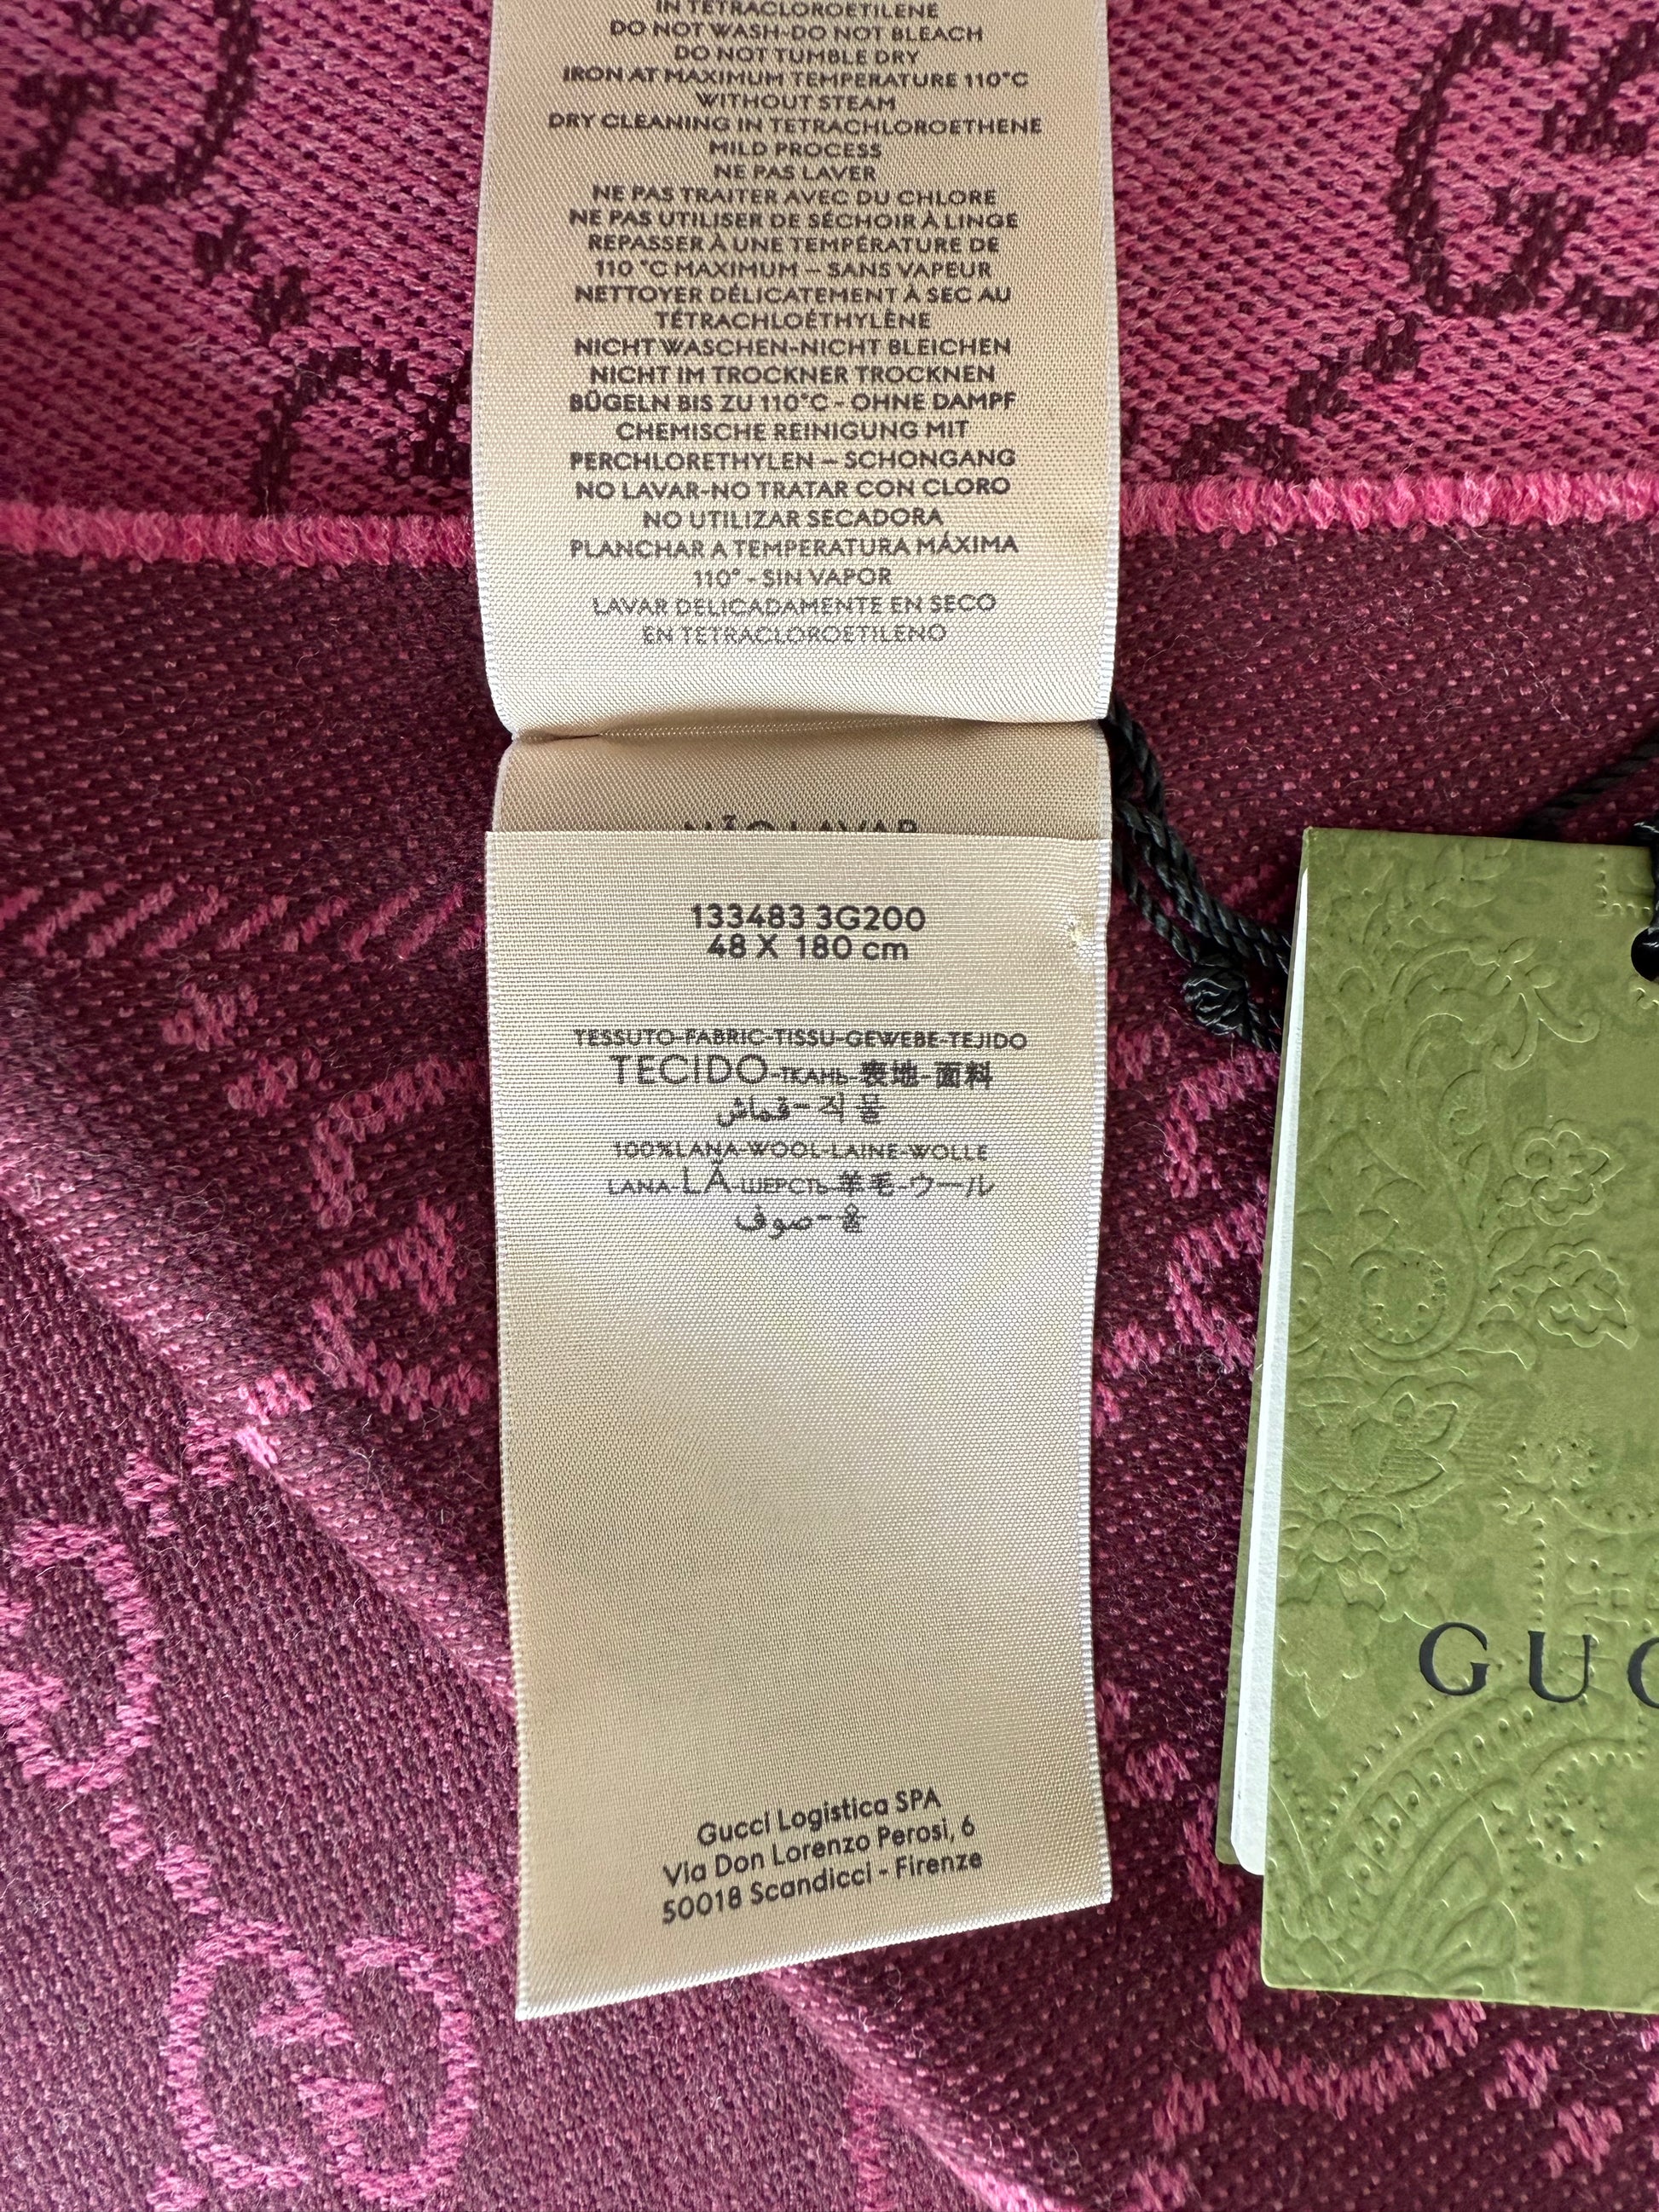 IN TETRACLOROETILENE
DO NOT WASH-DO NOT BLEACH
DO NOT TUMBLE DRY
IRON AT MAXIMUM TEMPERATURE 110°C
WITHOUT STEAM
DRY CLEANING IN TETRACHLOROETHENE
MILD PROCESS
NE PAS LAVER
NE PAS TRAITER AVEC DU CHLORE
NE PAS UTILISER DE SÉCHOIR À LINGE
REPASSER À UNE TEMPÉRATURE DE
110 °C MAXIMUM – SANS VAPEUR
NETTOYER DÉLICATEMENT À SEC AU
TÉTRACHLOÉTHYLÈNE
NICHT WASCHEN-NICHT BLEICHEN
NICHT IM TROCKNER TROCKNEN
BÜGELN BIS ZU 110°C - OHNE DAMPF
CHEMISCHE REINIGUNG MIT
PERCHLORETHYLEN – SCHONGANG
NO LAVAR-NO TRATAR CON CLORO
NO UTILIZAR SECADORA
PLANCHAR A TEMPERATURA MÁXIMA
110° - SIN VAPOR
LAVAR DELICADAMENTE EN SECO
EN TETRACLOROETILENO
NÃO LAVAR
133483 3G200
48 X 180 cm
TESSUTO-FABRIC-TISSU-GEWEBE-TEJIDO
TECIDO-ТКАНЬ-表地-面料
قماش-직물
100%LANA-WOOL-LAINE-WOLLE
LANA-LÃ-ШЕРСТЬ-羊毛-ウール
صوف-울
Gucci Logistica SPA
Via Don Lorenzo Perosi, 6
50018 Scandicci - Firenze
GUC